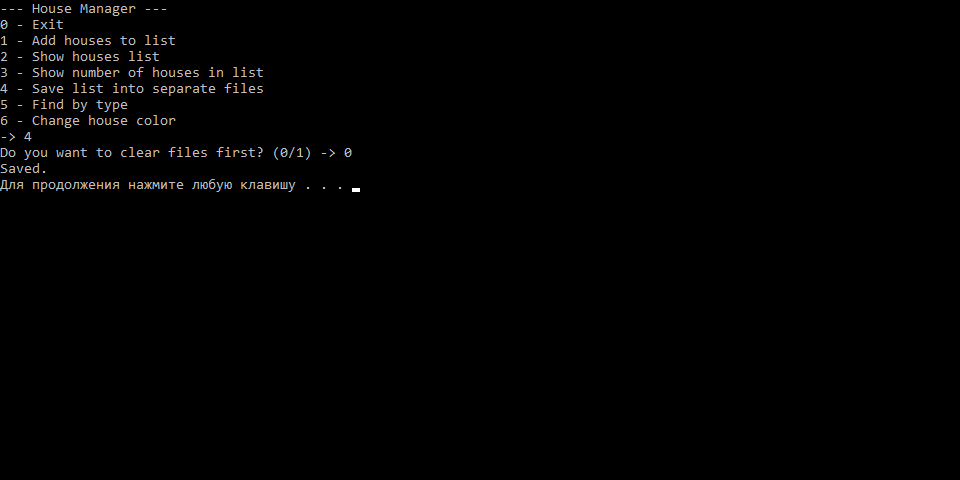 --- House Manager ---
0 - Exit
1 - Add houses to list
2 - Show houses list
3 - Show number of houses in list
4 - Save list into separate files
5 - Find by type
6 - Change house color
-> 4
Do you want to clear files first? (0/1) -> 0
Saved.
Для продолжения нажмите любую клавишу . . .